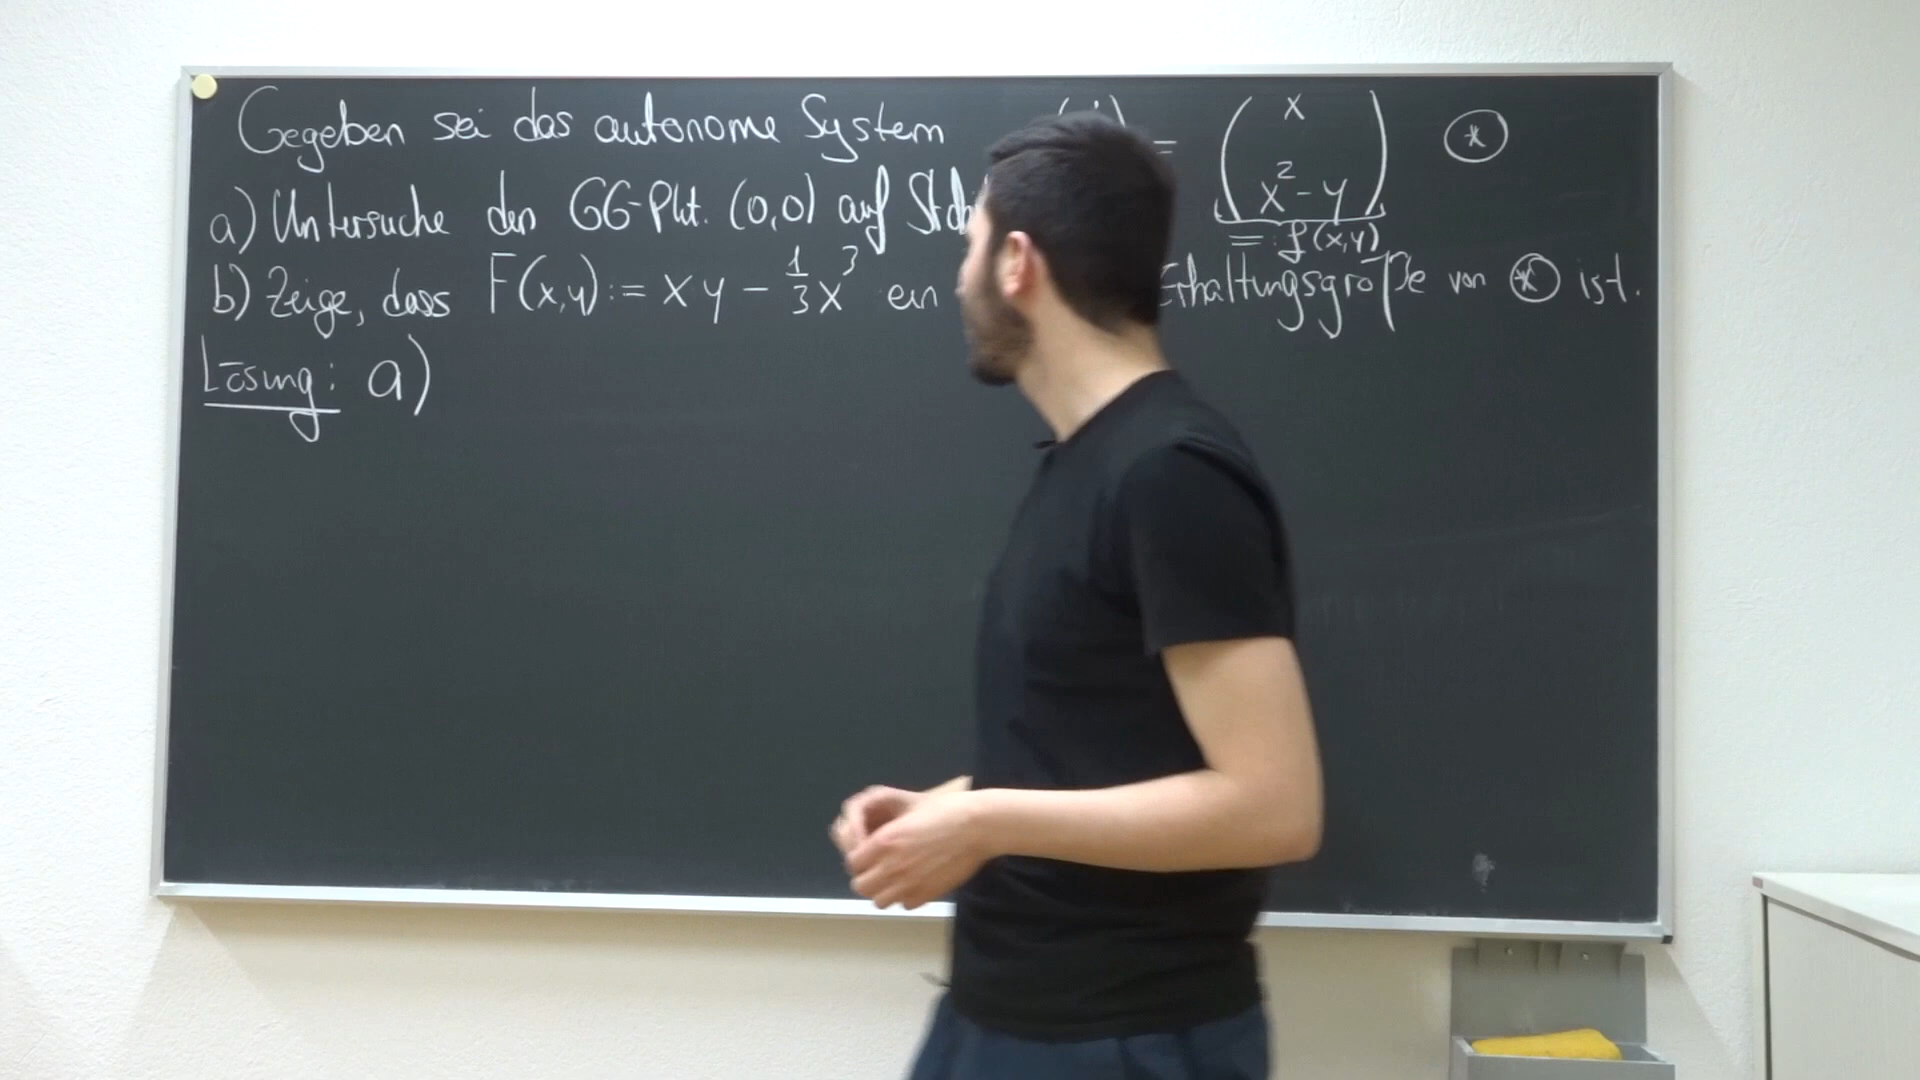 Gegeben sei das autonome System = ( x x² - y ) ⊛
=: f(x,y)
a) Untersuche den GG-Pkt. (0,0) auf
b) Zeige, dass F(x,y) := xy - 1/3 x³ ein Erhaltungsgröße von ⊛ ist.
Lösung: a)